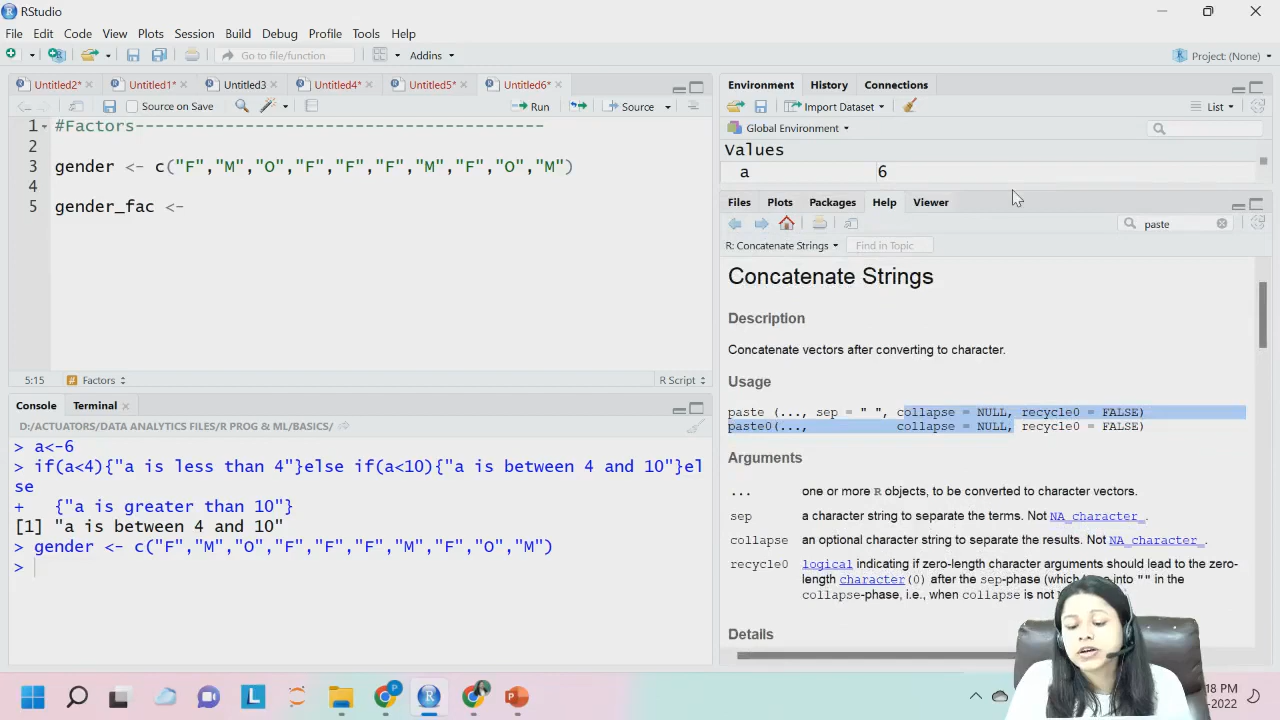 RStudio
File Edit Code View Plots Session Build Debug Profile Tools Help
Go to file/function Addins Project: (None)
Untitled2* Untitled1* Untitled3 Untitled4* Untitled5* Untitled6*
Source on Save Run Source
1 #Factors-----------------------------------------
2
3 gender <- c("F","M","O","F","F","F","M","F","O","M")
4
5 gender_fac <-
5:15 # Factors R Script
Console Terminal
D:/ACTUATORS/DATA ANALYTICS FILES/R PROG & ML/BASICS/
> a<-6
> if(a<4){"a is less than 4"}else if(a<10){"a is between 4 and 10"}el
se
+ {"a is greater than 10"}
[1] "a is between 4 and 10"
> gender <- c("F","M","O","F","F","F","M","F","O","M")
>
Environment History Connections
Import Dataset List
Global Environment
Values
a 6
Files Plots Packages Help Viewer
paste
R: Concatenate Strings Find in Topic
Concatenate Strings
Description
Concatenate vectors after converting to character.
Usage
paste (..., sep = " ", collapse = NULL, recycle0 = FALSE)
paste0(..., collapse = NULL, recycle0 = FALSE)
Arguments
... one or more R objects, to be converted to character vectors.
sep a character string to separate the terms. Not NA_character_.
collapse an optional character string to separate the results. Not NA_character_.
recycle0 logical indicating if zero-length character arguments should lead to the zero-
length character(0) after the sep-phase (which into "" in the
collapse-phase, i.e., when collapse is not
Details
L
P
R
P
:18 PM
-2022